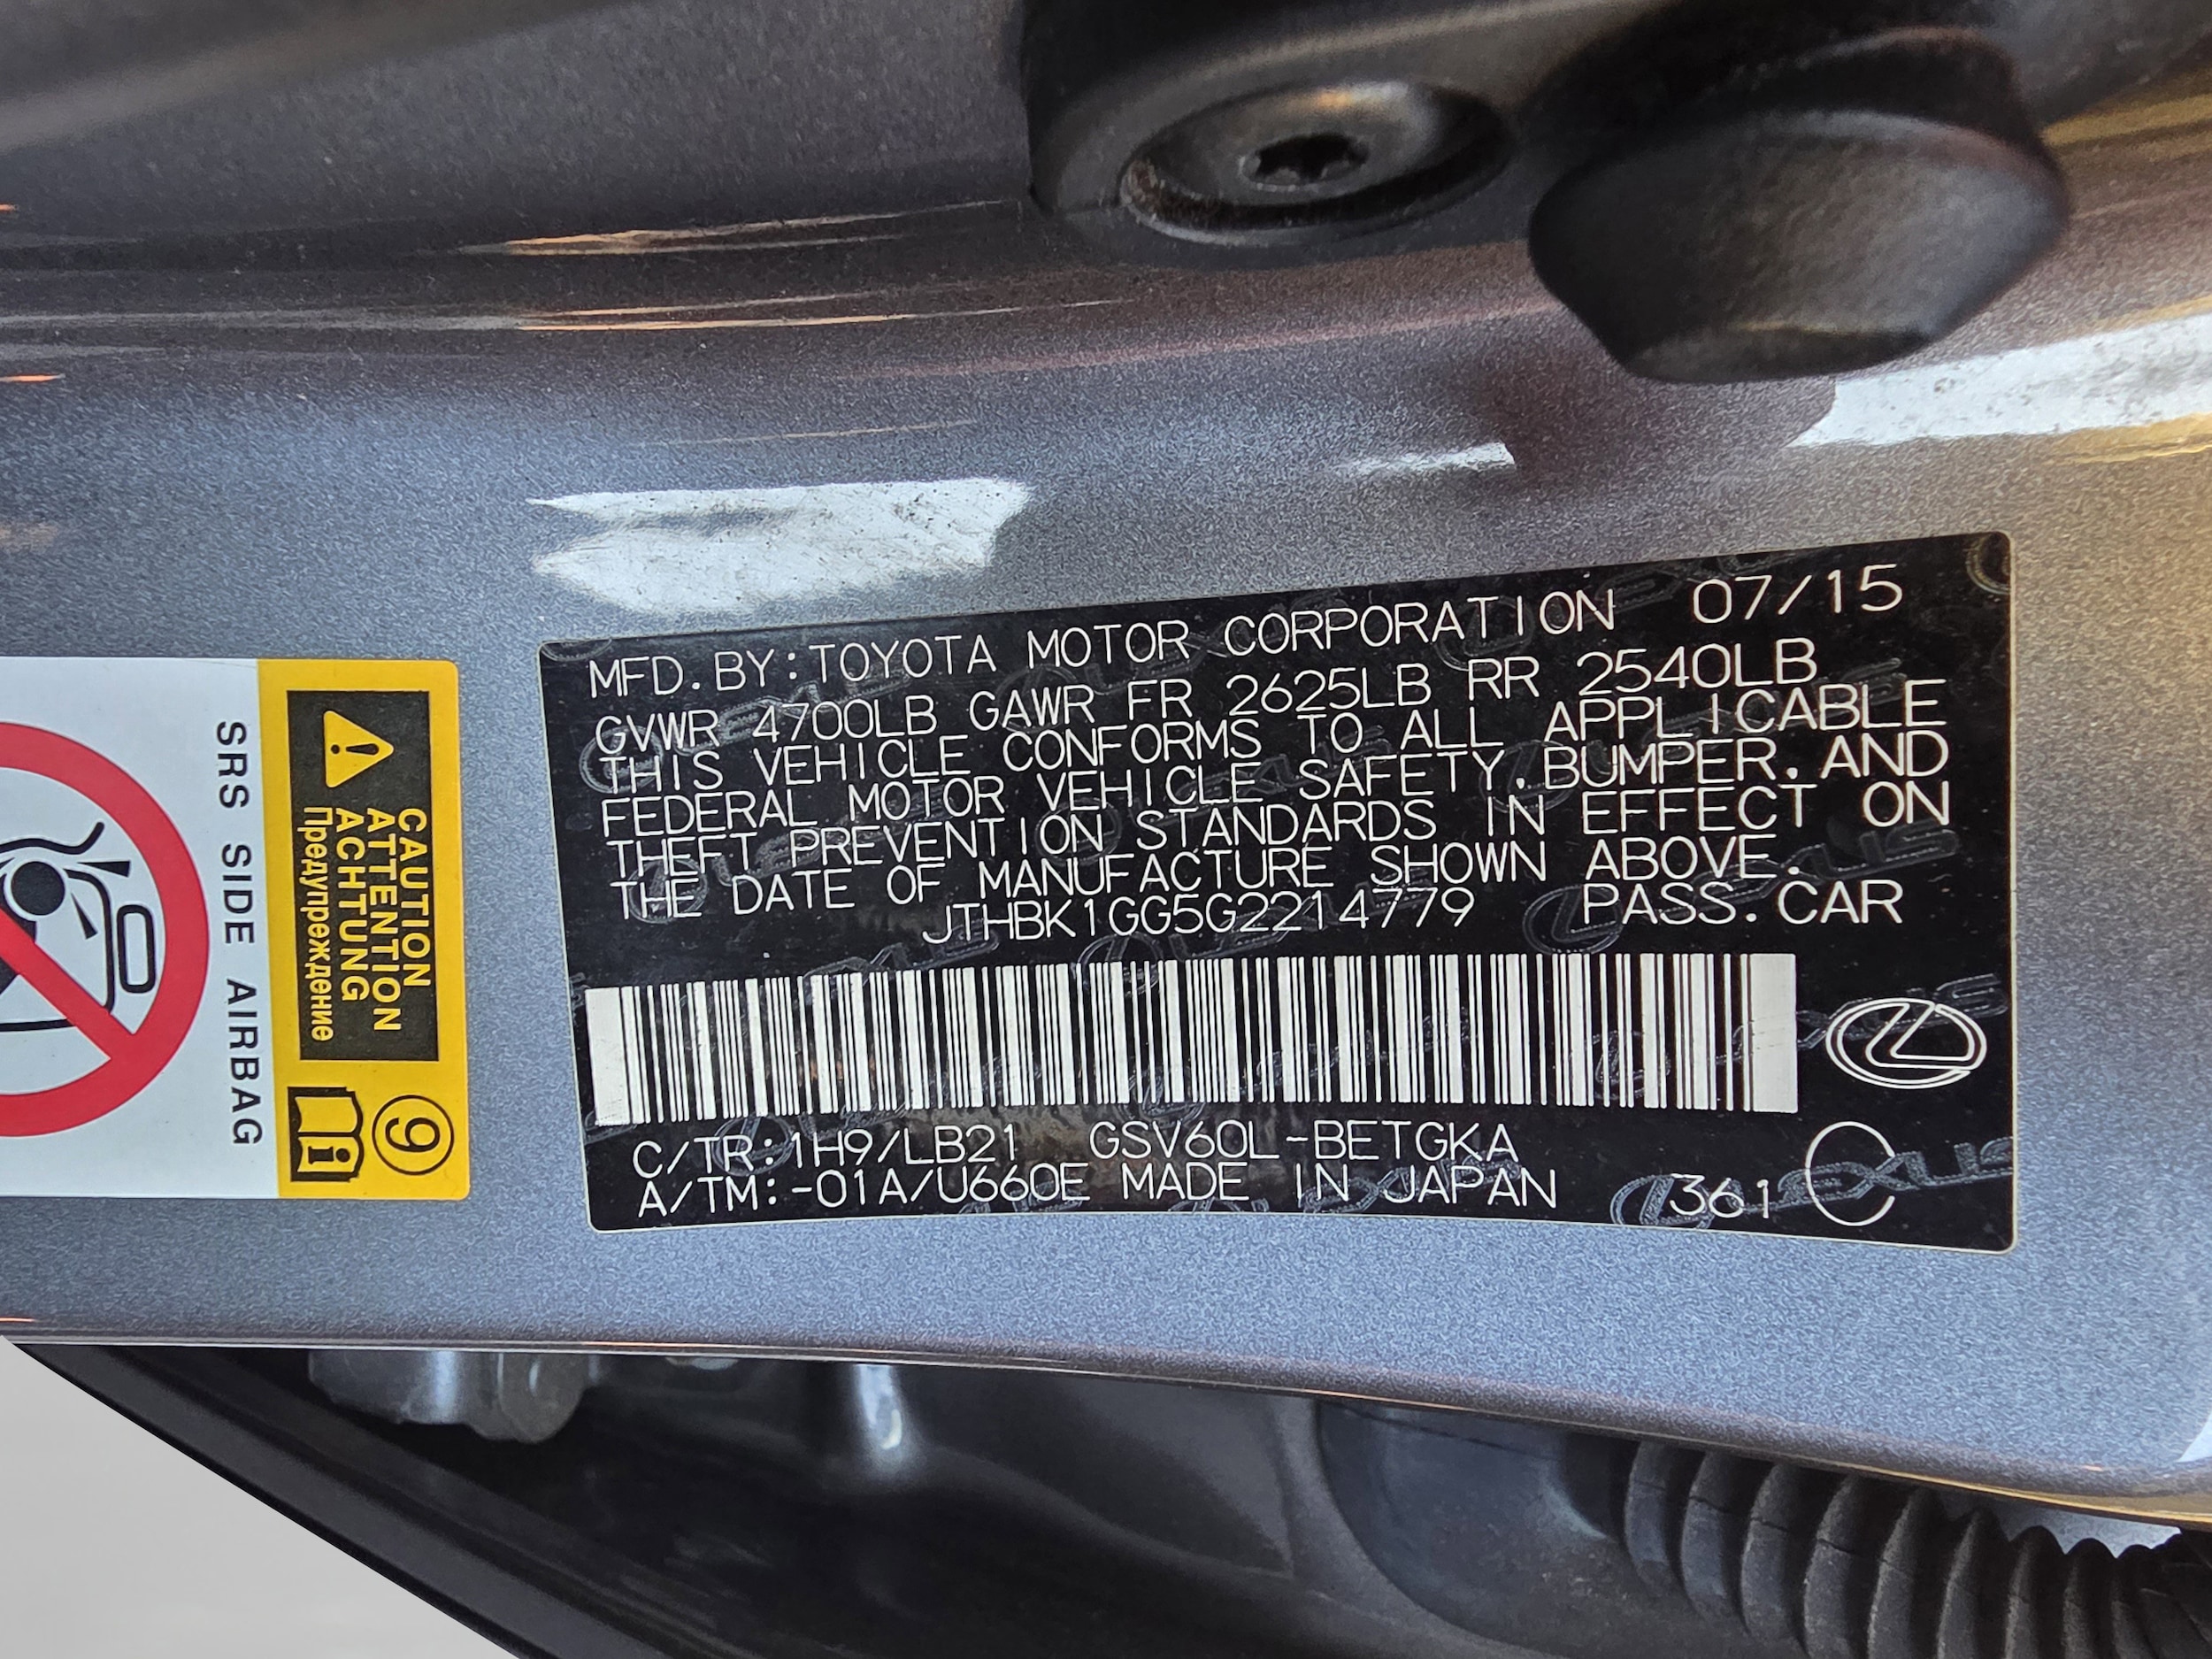 MFD.BY:TOYOTA MOTOR CORPORATION 07/15
GVWR 4700LB GAWR FR 2625LB RR 2540LB
THIS VEHICLE CONFORMS TO ALL APPLICABLE
FEDERAL MOTOR VEHICLE SAFETY,BUMPER,AND
THEFT PREVENTION STANDARDS IN EFFECT ON
THE DATE OF MANUFACTURE SHOWN ABOVE.
JTHBK1GG5G2214779 PASS.CAR
C/TR:1H9/LB21 GSV60L-BETGKA
A/TM:-01A/U660E MADE IN JAPAN 361 C
CAUTION
ATTENTION
ACHTUNG
Предупреждение
9
i
SRS SIDE AIRBAG
LEXUS